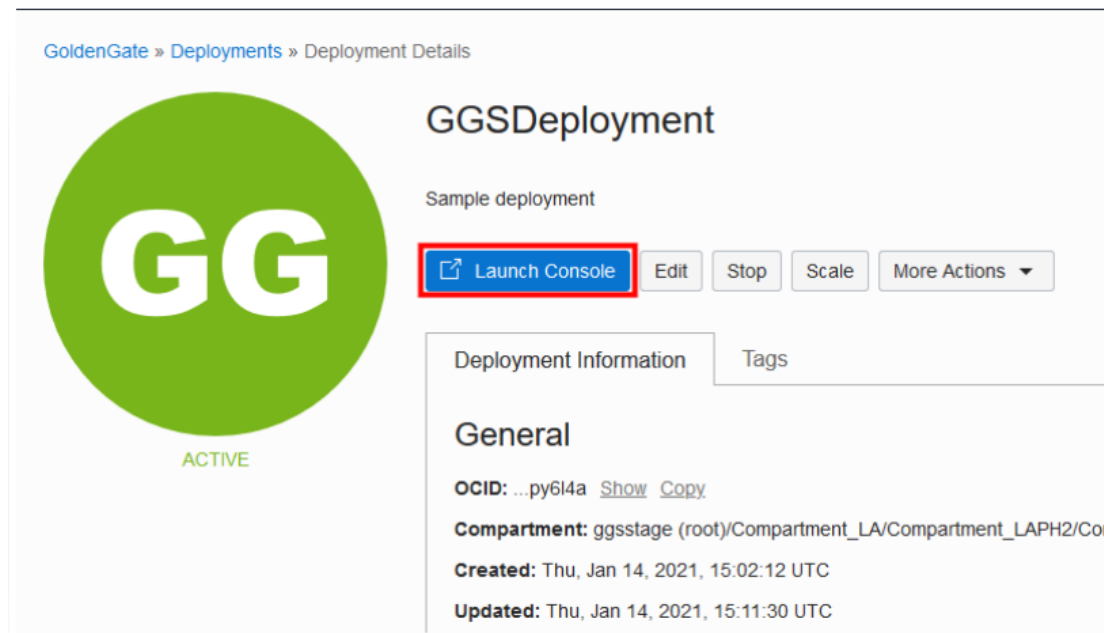 GoldenGate » Deployments » Deployment Details
GG
ACTIVE
GGSDeployment
Sample deployment
Launch Console Edit Stop Scale More Actions
Deployment Information Tags
General
OCID: ...py6l4a Show Copy
Compartment: ggsstage (root)/Compartment_LA/Compartment_LAPH2/Co
Created: Thu, Jan 14, 2021, 15:02:12 UTC
Updated: Thu, Jan 14, 2021, 15:11:30 UTC